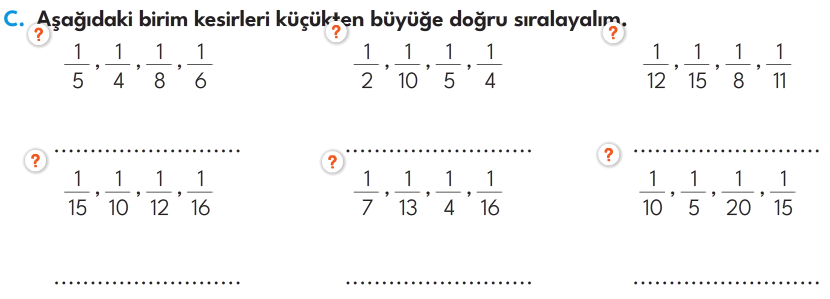 C. Aşağıdaki birim kesirleri küçükten büyüğe doğru sıralayalım.
? ? ?
1/5, 1/4, 1/8, 1/6 1/2, 1/10, 1/5, 1/4 1/12, 1/15, 1/8, 1/11
.......................... .......................... ..........................
? ? ?
1/15, 1/10, 1/12, 1/16 1/7, 1/13, 1/4, 1/16 1/10, 1/5, 1/20, 1/15
.......................... .......................... ..........................